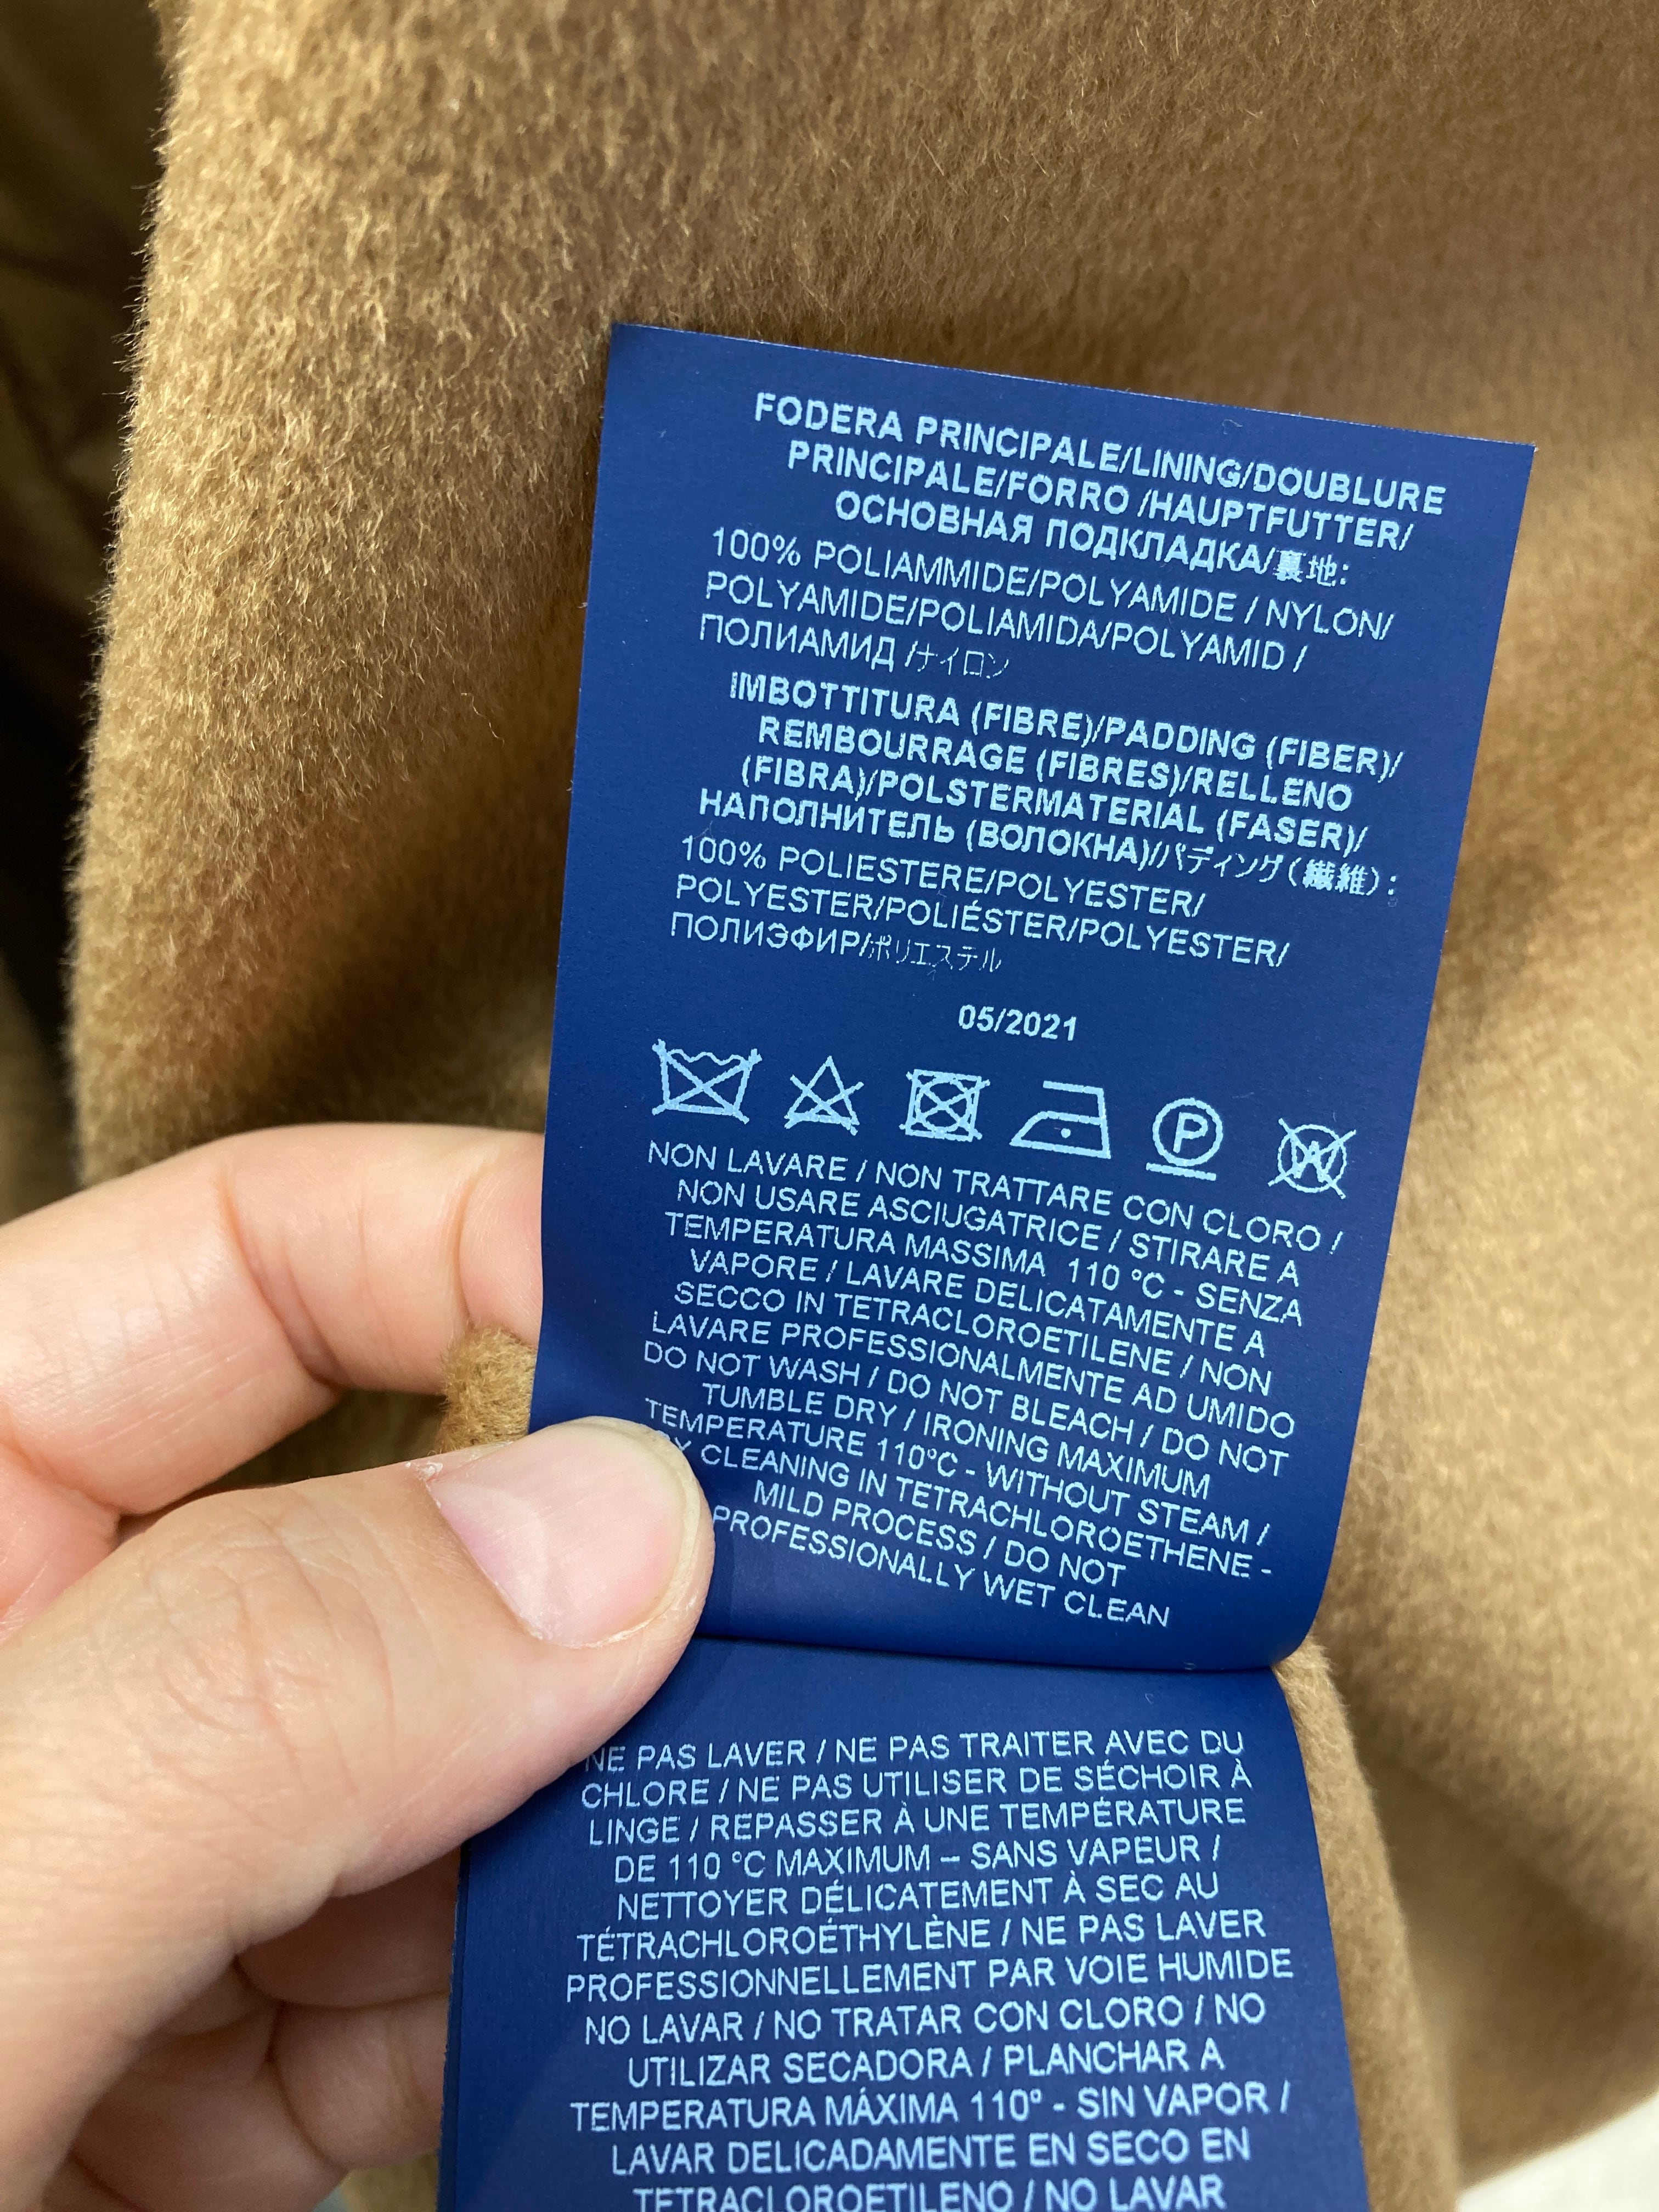 FODERA PRINCIPALE/LINING/DOUBLURE
PRINCIPALE/FORRO /HAUPTFUTTER/
ОСНОВНАЯ ПОДКЛАДКА/裏地:
100% POLIAMMIDE/POLYAMIDE / NYLON/
POLYAMIDE/POLIAMIDA/POLYAMID /
ПОЛИАМИД /ナイロン
IMBOTTITURA (FIBRE)/PADDING (FIBER)/
REMBOURRAGE (FIBRES)/RELLENO
(FIBRA)/POLSTERMATERIAL (FASER)/
НАПОЛНИТЕЛЬ (ВОЛОКНА)/パディング(繊維):
100% POLIESTERE/POLYESTER/
POLYESTER/POLIÉSTER/POLYESTER/
ПОЛИЭФИР/ポリエステル
05/2021
P W
NON LAVARE / NON TRATTARE CON CLORO /
NON USARE ASCIUGATRICE / STIRARE A
TEMPERATURA MASSIMA 110 °C - SENZA
VAPORE / LAVARE DELICATAMENTE A
SECCO IN TETRACLOROETILENE / NON
LAVARE PROFESSIONALMENTE AD UMIDO
DO NOT WASH / DO NOT BLEACH / DO NOT
TUMBLE DRY / IRONING MAXIMUM
TEMPERATURE 110°C - WITHOUT STEAM /
CLEANING IN TETRACHLOROETHENE -
MILD PROCESS / DO NOT
PROFESSIONALLY WET CLEAN
NE PAS LAVER / NE PAS TRAITER AVEC DU
CHLORE / NE PAS UTILISER DE SÉCHOIR À
LINGE / REPASSER À UNE TEMPÉRATURE
DE 110 °C MAXIMUM – SANS VAPEUR /
NETTOYER DÉLICATEMENT À SEC AU
TÉTRACHLOROÉTHYLÈNE / NE PAS LAVER
PROFESSIONNELLEMENT PAR VOIE HUMIDE
NO LAVAR / NO TRATAR CON CLORO / NO
UTILIZAR SECADORA / PLANCHAR A
TEMPERATURA MÁXIMA 110° - SIN VAPOR /
LAVAR DELICADAMENTE EN SECO EN
TETRACLOROETILENO / NO LAVAR